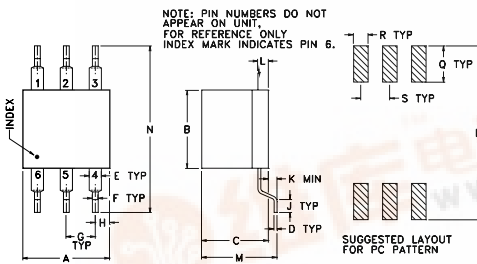 NOTE: PIN NUMBERS DO NOT
APPEAR ON UNIT.
FOR REFERENCE ONLY
INDEX MARK INDICATES PIN 6.
1 2 3
INDEX
6 5 4
N
E TYP
F TYP
G
TYP
H
A
L
B
K MIN
J TYP
D TYP
C
M
R TYP
Q TYP
S TYP
SUGGESTED LAYOUT
FOR PC PATTERN